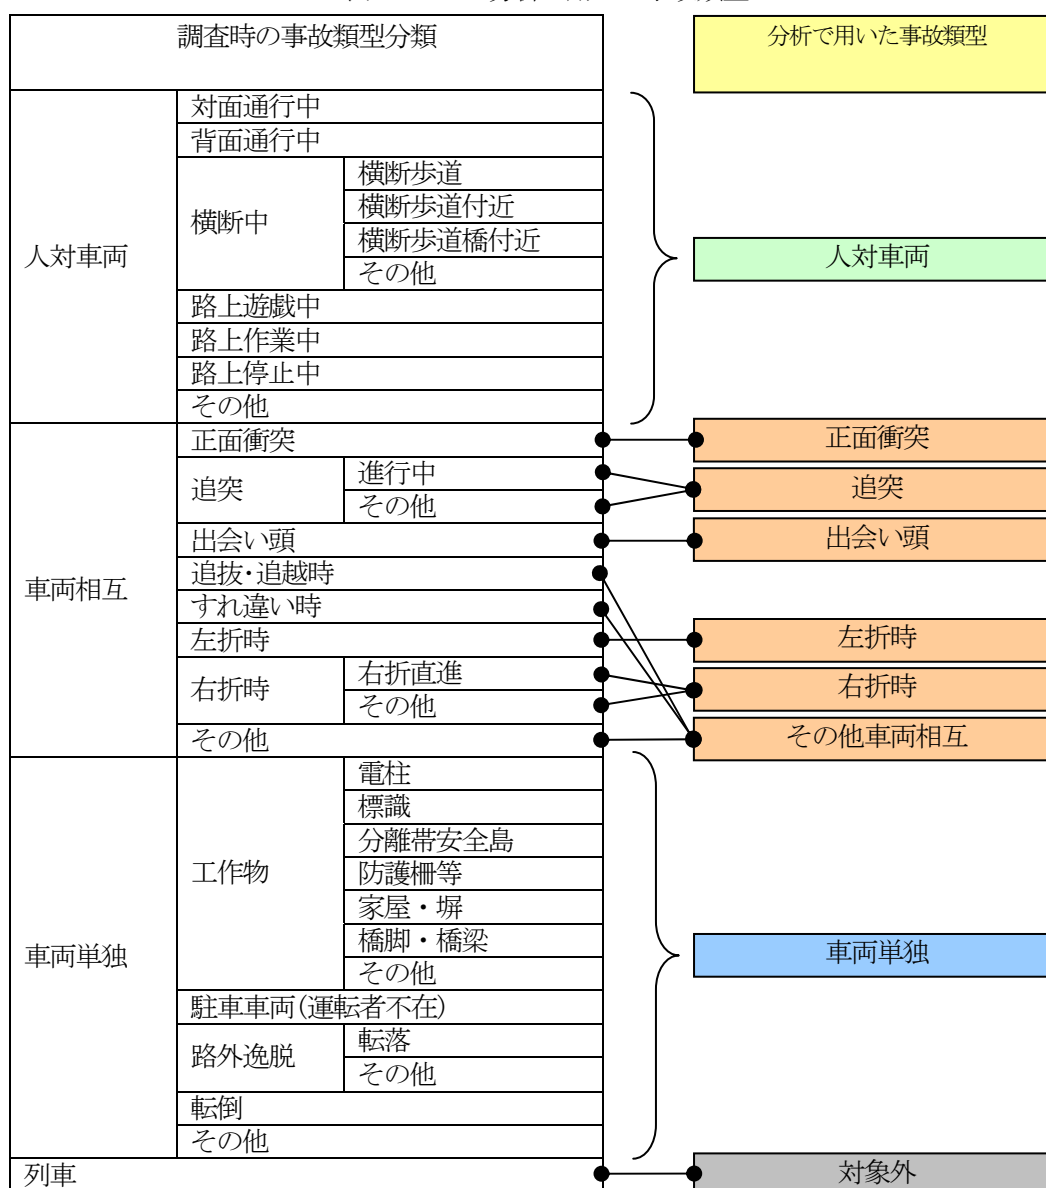 調査時の事故類型分類
分析で用いた事故類型
人対車両
対面通行中
背面通行中
横断中
横断歩道
横断歩道付近
横断歩道橋付近
その他
路上遊戯中
路上作業中
路上停止中
その他
人対車両
車両相互
正面衝突
追突
進行中
その他
出会い頭
追抜・追越時
すれ違い時
左折時
右折時
右折直進
その他
その他
正面衝突
追突
出会い頭
左折時
右折時
その他車両相互
車両単独
工作物
電柱
標識
分離帯安全島
防護柵等
家屋・塀
橋脚・橋梁
その他
駐車車両(運転者不在)
路外逸脱
転落
その他
転倒
その他
車両単独
列車
対象外